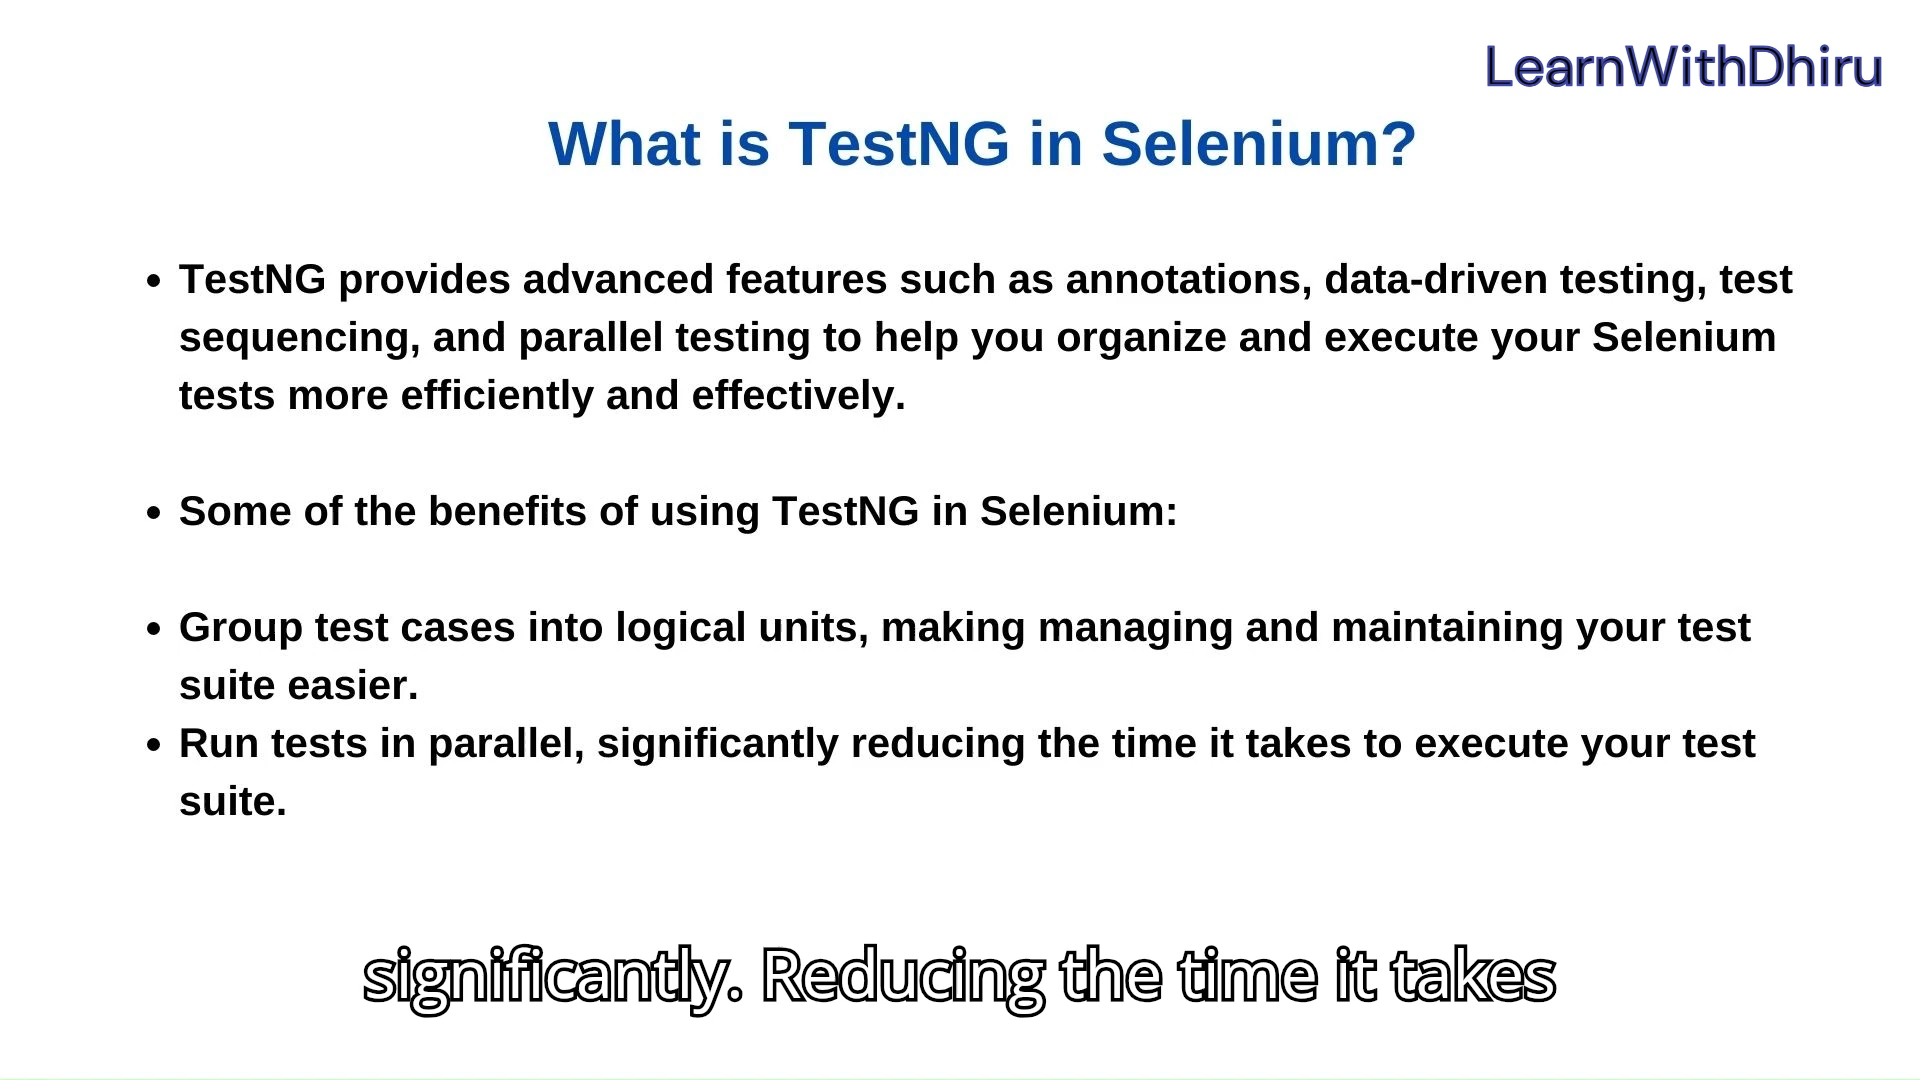 LearnWithDhiru
What is TestNG in Selenium?
• TestNG provides advanced features such as annotations, data-driven testing, test
sequencing, and parallel testing to help you organize and execute your Selenium
tests more efficiently and effectively.
• Some of the benefits of using TestNG in Selenium:
• Group test cases into logical units, making managing and maintaining your test
suite easier.
• Run tests in parallel, significantly reducing the time it takes to execute your test
suite.
significantly. Reducing the time it takes